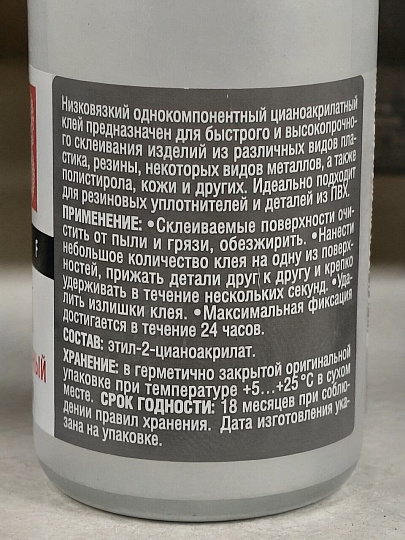 Низковязкий однокомпонентный цианоакрилатный
клей предназначен для быстрого и высокопрочно-
го склеивания изделий из различных видов пла-
стика, резины, некоторых видов металлов, а также
полистирола, кожи и других. Идеально подходит
для резиновых уплотнителей и деталей из ПВХ.
ПРИМЕНЕНИЕ: •Склеиваемые поверхности очи-
стить от пыли и грязи, обезжирить. •Нанести
небольшое количество клея на одну из поверх-
ностей, прижать детали друг к другу и крепко
удерживать в течение нескольких секунд. •Уда-
лить излишки клея. •Максимальная фиксация
достигается в течение 24 часов.
СОСТАВ: этил-2-цианоакрилат.
ХРАНЕНИЕ: в герметично закрытой оригинальной
упаковке при температуре +5...+25°С в сухом
месте. СРОК ГОДНОСТИ: 18 месяцев при соблю-
дении правил хранения. Дата изготовления ука-
зана на упаковке.
F